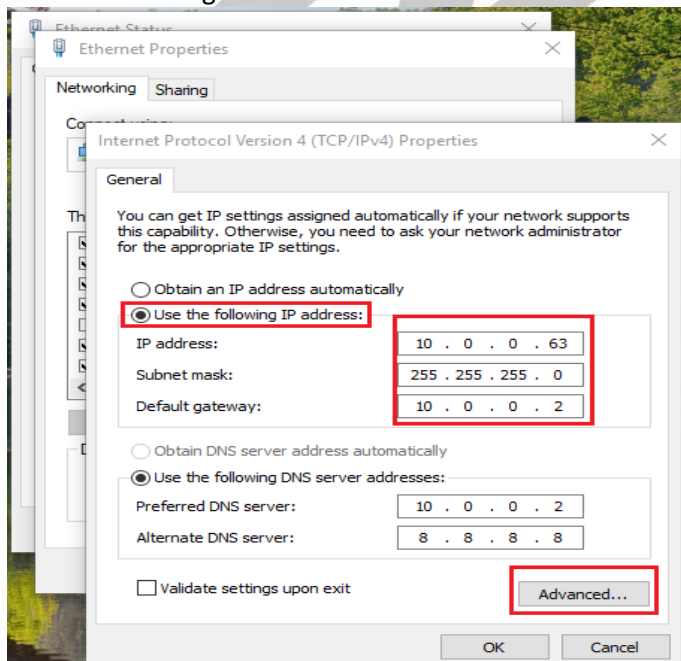 Ethernet Status
Ethernet Properties
Networking
Sharing
Internet Protocol Version 4 (TCP/IPv4) Properties
General
Th
You can get IP settings assigned automatically if your network supports
this capability. Otherwise, you need to ask your network administrator
for the appropriate IP settings.
Obtain an IP address automatically
Use the following IP address:
IP address: 10 . 0 . 0 . 63
Subnet mask: 255 . 255 . 255 . 0
Default gateway: 10 . 0 . 0 . 2
Obtain DNS server address automatically
Use the following DNS server addresses:
Preferred DNS server: 10 . 0 . 0 . 2
Alternate DNS server: 8 . 8 . 8 . 8
Validate settings upon exit
Advanced...
OK
Cancel